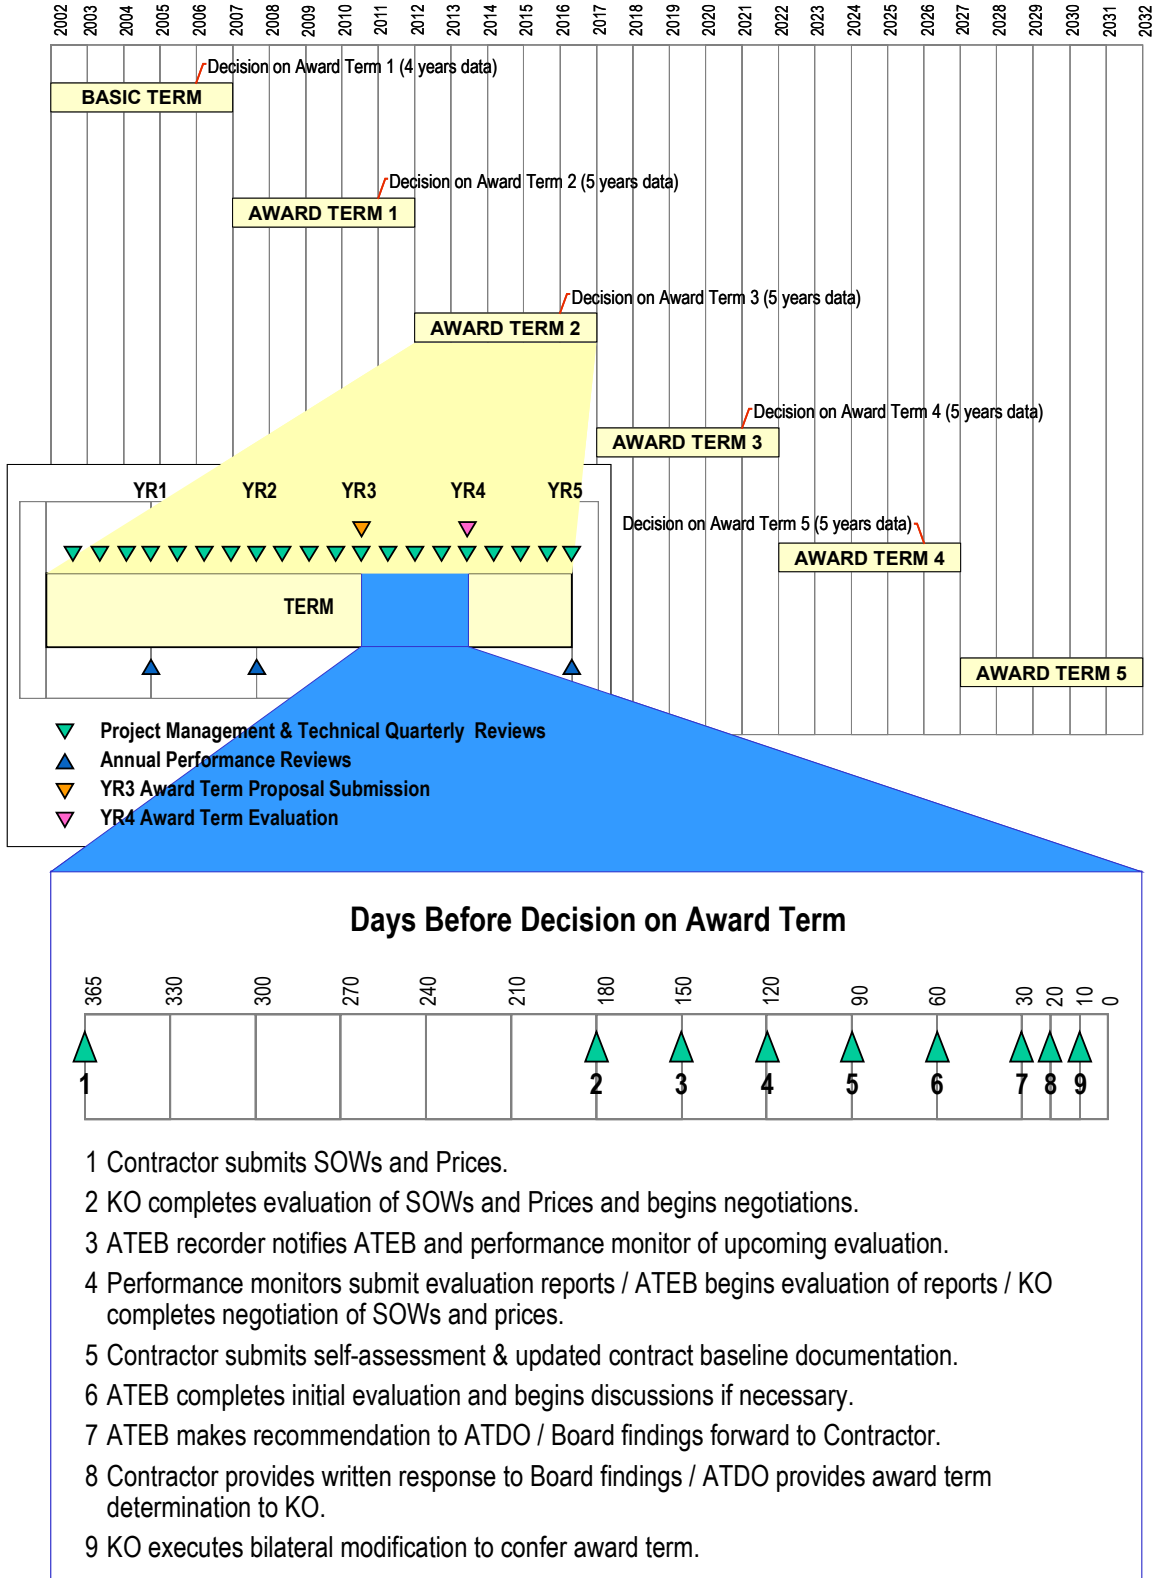 2002 2003 2004 2005 2006 2007 2008 2009 2010 2011 2012 2013 2014 2015 2016 2017 2018 2019 2020 2021 2022 2023 2024 2025 2026 2027 2028 2029 2030 2031 2032
Decision on Award Term 1 (4 years data)
BASIC TERM
Decision on Award Term 2 (5 years data)
AWARD TERM 1
Decision on Award Term 3 (5 years data)
AWARD TERM 2
Decision on Award Term 4 (5 years data)
AWARD TERM 3
YR1 YR2 YR3 YR4 YR5
Decision on Award Term 5 (5 years data)
AWARD TERM 4
TERM
AWARD TERM 5
Project Management & Technical Quarterly Reviews
Annual Performance Reviews
YR3 Award Term Proposal Submission
YR4 Award Term Evaluation
Days Before Decision on Award Term
365 330 300 270 240 210 180 150 120 90 60 30 20 10 0
1 2 3 4 5 6 7 8 9
1 Contractor submits SOWs and Prices.
2 KO completes evaluation of SOWs and Prices and begins negotiations.
3 ATEB recorder notifies ATEB and performance monitor of upcoming evaluation.
4 Performance monitors submit evaluation reports / ATEB begins evaluation of reports / KO
completes negotiation of SOWs and prices.
5 Contractor submits self-assessment & updated contract baseline documentation.
6 ATEB completes initial evaluation and begins discussions if necessary.
7 ATEB makes recommendation to ATDO / Board findings forward to Contractor.
8 Contractor provides written response to Board findings / ATDO provides award term
determination to KO.
9 KO executes bilateral modification to confer award term.